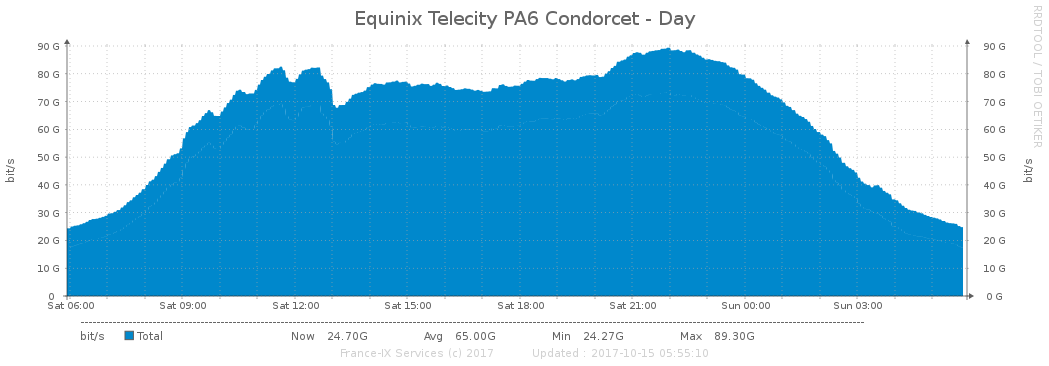 Equinix Telecity PA6 Condorcet - Day
RRDTOOL / TOBI OETIKER
bit/s
90 G
80 G
70 G
60 G
50 G
40 G
30 G
20 G
10 G
0
90 G
80 G
70 G
60 G
50 G
40 G
30 G
20 G
10 G
0 G
bit/s
Sat 06:00 Sat 09:00 Sat 12:00 Sat 15:00 Sat 18:00 Sat 21:00 Sun 00:00 Sun 03:00
bit/s Total Now 24.70G Avg 65.00G Min 24.27G Max 89.30G
France-IX Services (c) 2017 Updated : 2017-10-15 05:55:10